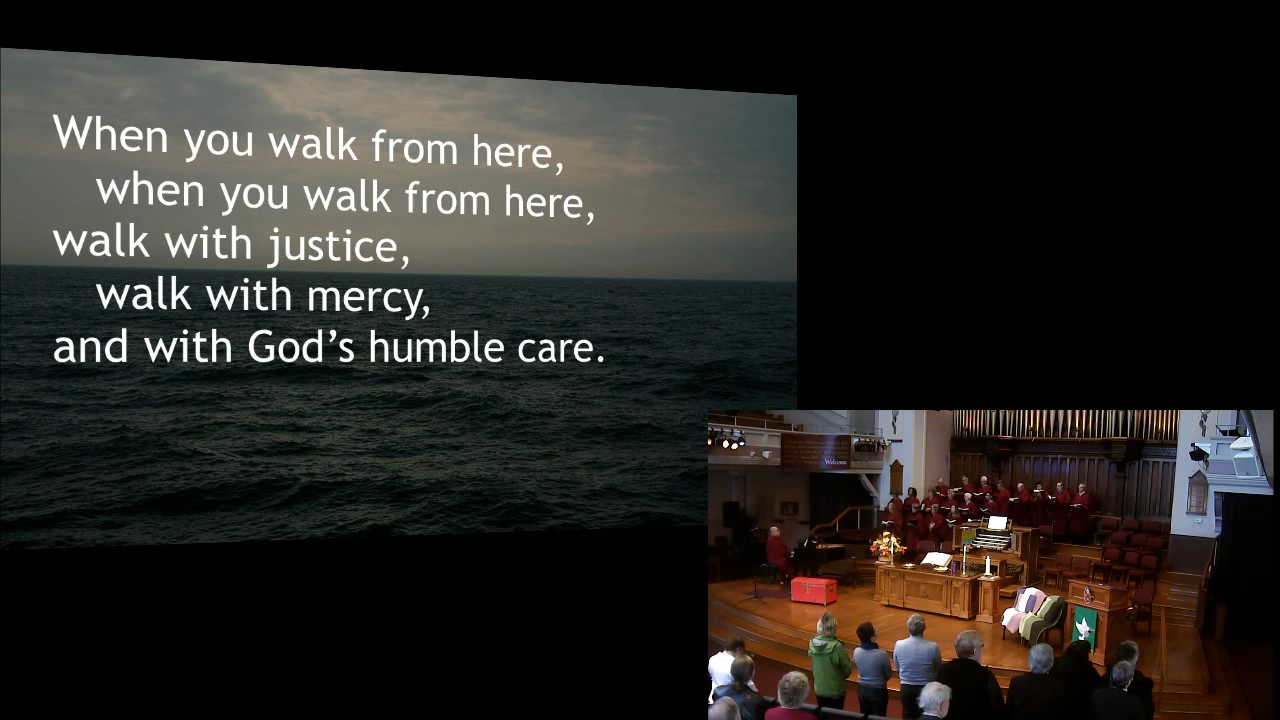 When you walk from here,
when you walk from here,
walk with justice,
walk with mercy,
and with God’s humble care.
Welcome